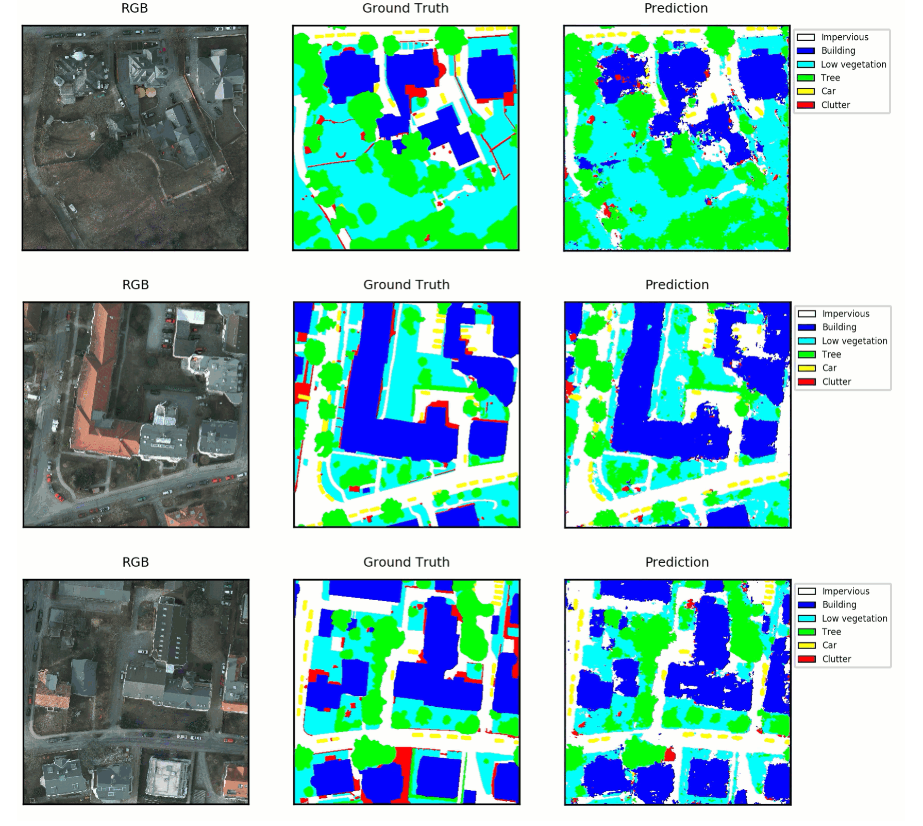 RGB
Ground Truth
Prediction
Impervious
Building
Low vegetation
Tree
Car
Clutter
RGB
Ground Truth
Prediction
Impervious
Building
Low vegetation
Tree
Car
Clutter
RGB
Ground Truth
Prediction
Impervious
Building
Low vegetation
Tree
Car
Clutter